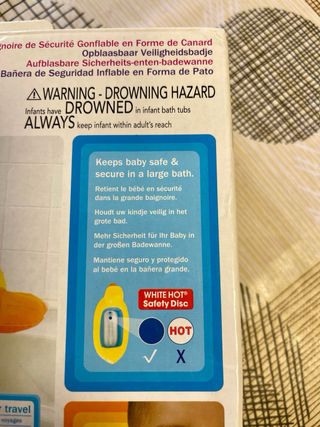 gnoire de Sécurité Gonflable en Forme de Canard
Opblaasbaar Veiligheidsbadje
Aufblasbare Sicherheits-enten-badewanne
Bañera de Seguridad Inflable en Forma de Pato
WARNING - DROWNING HAZARD
Infants have DROWNED in infant bath tubs
ALWAYS keep infant within adult's reach
Keeps baby safe &
secure in a large bath.
Retient le bébé en sécurité
dans la grande baignoire.
Houdt uw kindje veilig in het
grote bad.
Mehr Sicherheit für Ihr Baby in
der großen Badewanne.
Mantiene seguro y protegido
al bebé en la bañera grande.
WHITE HOT®
Safety Disc
HOT
✓ X
travel
voyages